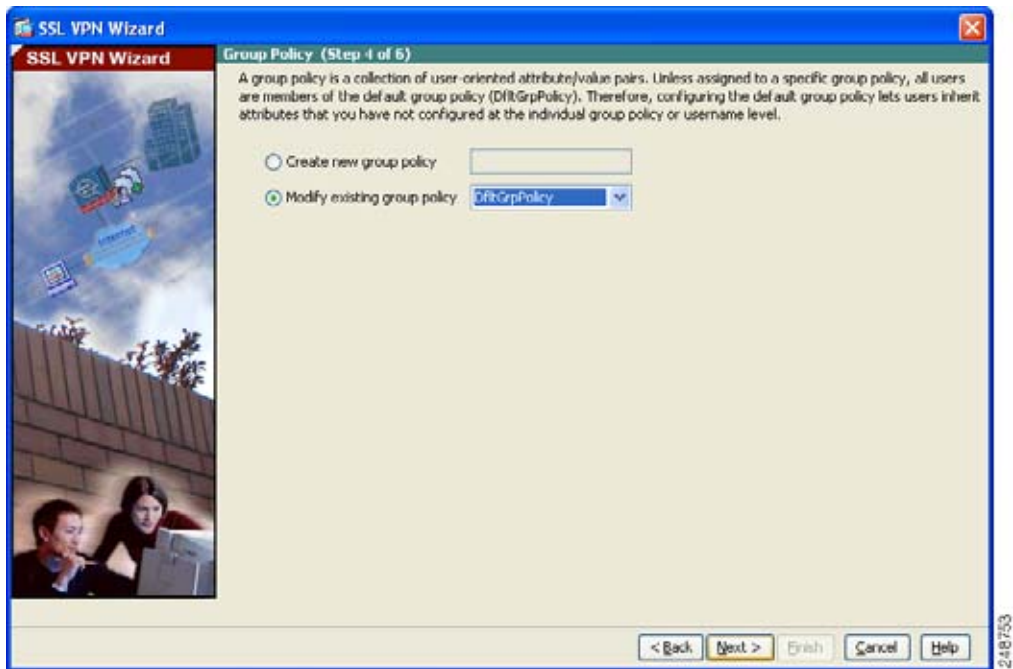 SSL VPN Wizard
SSL VPN Wizard
Group Policy (Step 4 of 6)
A group policy is a collection of user-oriented attribute/value pairs. Unless assigned to a specific group policy, all users
are members of the default group policy (DfltGrpPolicy). Therefore, configuring the default group policy lets users inherit
attributes that you have not configured at the individual group policy or username level.
Create new group policy
Modify existing group policy DfltGrpPolicy
Internet
< Back Next > Finish Cancel Help
248753